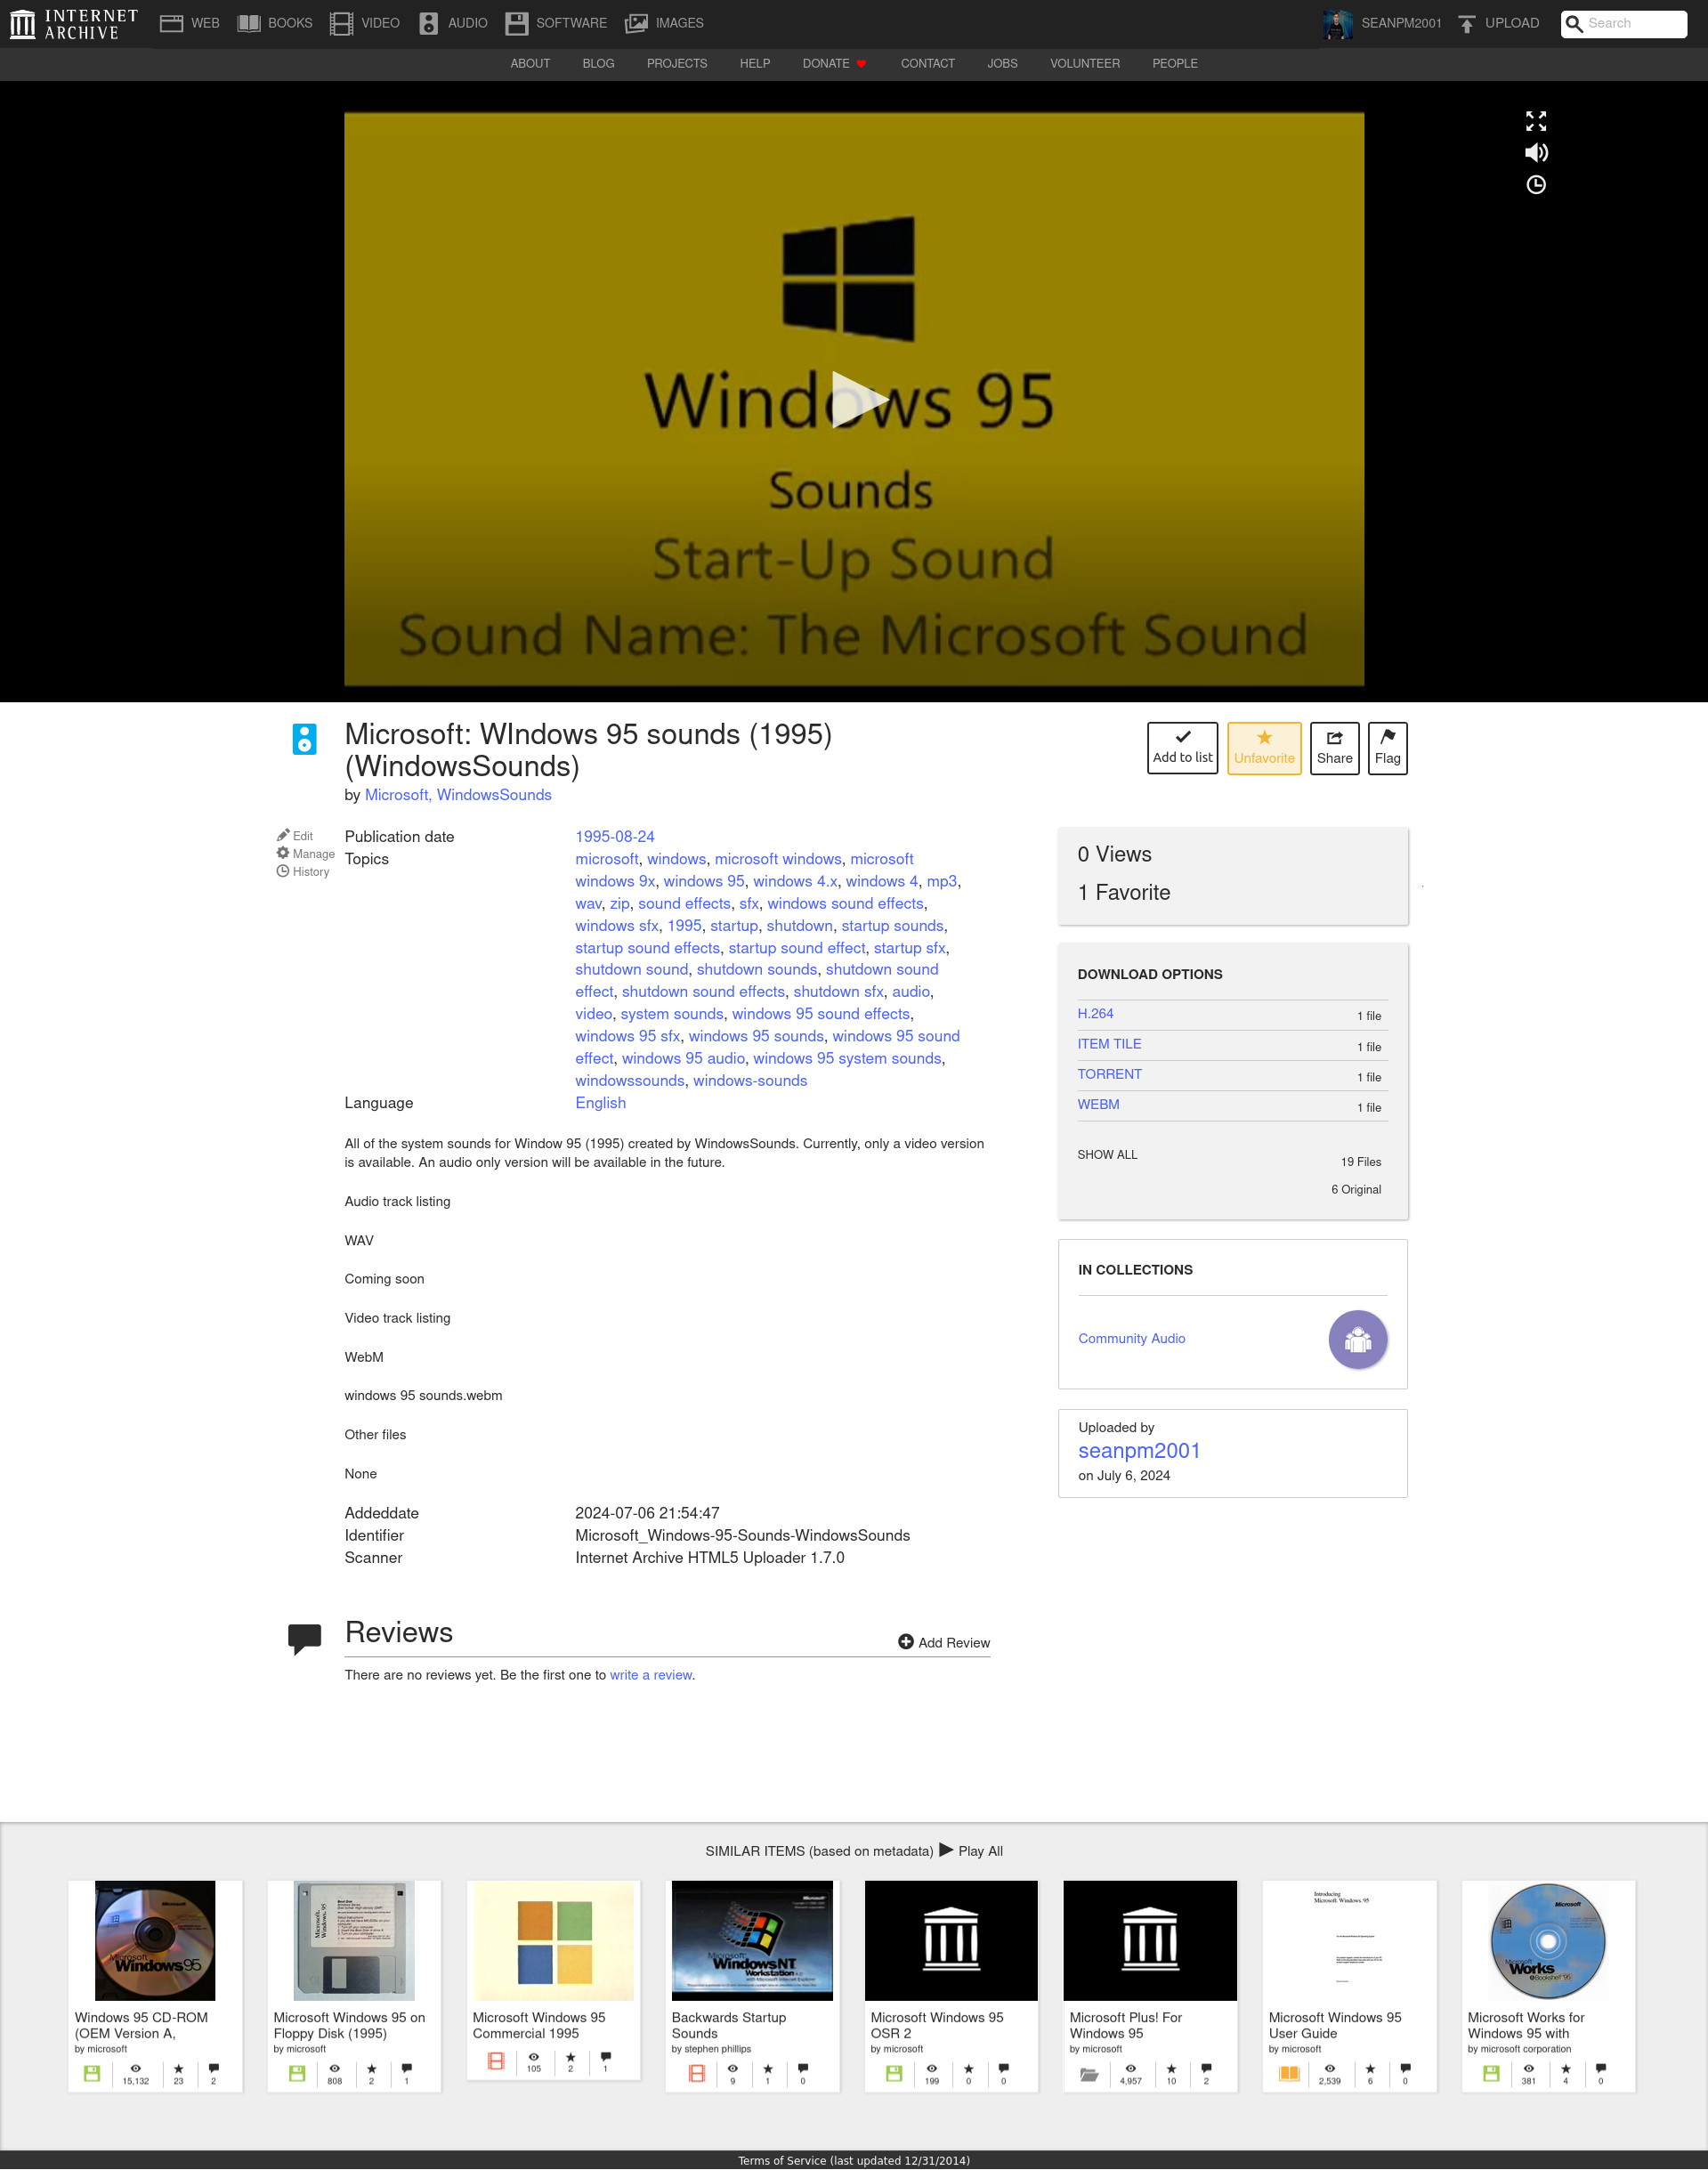 INTERNET
ARCHIVE
WEB
BOOKS
VIDEO
AUDIO
SOFTWARE
IMAGES
SEANPM2001
UPLOAD
Search
ABOUT
BLOG
PROJECTS
HELP
DONATE
CONTACT
JOBS
VOLUNTEER
PEOPLE
Windows 95
Sounds
Start-Up Sound
Sound Name: The Microsoft Sound
Microsoft: WIndows 95 sounds (1995)
(WindowsSounds)
by Microsoft, WindowsSounds
Add to list
Unfavorite
Share
Flag
Edit
Manage
History
Publication date 1995-08-24
Topics microsoft, windows, microsoft windows, microsoft
windows 9x, windows 95, windows 4.x, windows 4, mp3,
wav, zip, sound effects, sfx, windows sound effects,
windows sfx, 1995, startup, shutdown, startup sounds,
startup sound effects, startup sound effect, startup sfx,
shutdown sound, shutdown sounds, shutdown sound
effect, shutdown sound effects, shutdown sfx, audio,
video, system sounds, windows 95 sound effects,
windows 95 sfx, windows 95 sounds, windows 95 sound
effect, windows 95 audio, windows 95 system sounds,
windowssounds, windows-sounds
Language English
All of the system sounds for Window 95 (1995) created by WindowsSounds. Currently, only a video version
is available. An audio only version will be available in the future.
Audio track listing
WAV
Coming soon
Video track listing
WebM
windows 95 sounds.webm
Other files
None
Addeddate 2024-07-06 21:54:47
Identifier Microsoft_Windows-95-Sounds-WindowsSounds
Scanner Internet Archive HTML5 Uploader 1.7.0
0 Views
1 Favorite
DOWNLOAD OPTIONS
H.264 1 file
ITEM TILE 1 file
TORRENT 1 file
WEBM 1 file
SHOW ALL 19 Files
6 Original
IN COLLECTIONS
Community Audio
Uploaded by
seanpm2001
on July 6, 2024
Reviews
Add Review
There are no reviews yet. Be the first one to write a review.
SIMILAR ITEMS (based on metadata) Play All
Microsoft
Windows95
Windows 95 CD-ROM
(OEM Version A,
by microsoft
15,132 23 2
Microsoft Windows 95 on
Floppy Disk (1995)
by microsoft
808 2 1
Microsoft Windows 95
Commercial 1995
105 2 1
Microsoft
WindowsNT
Workstation
Backwards Startup
Sounds
by stephen phillips
9 1 0
Microsoft Windows 95
OSR 2
by microsoft
199 0 0
Microsoft Plus! For
Windows 95
by microsoft
4,957 10 2
Introducing
Microsoft Windows 95
Microsoft Windows 95
User Guide
by microsoft
2,539 6 0
Microsoft
Works
Bookshelf '95
Microsoft Works for
Windows 95 with
by microsoft corporation
381 4 0
Terms of Service (last updated 12/31/2014)